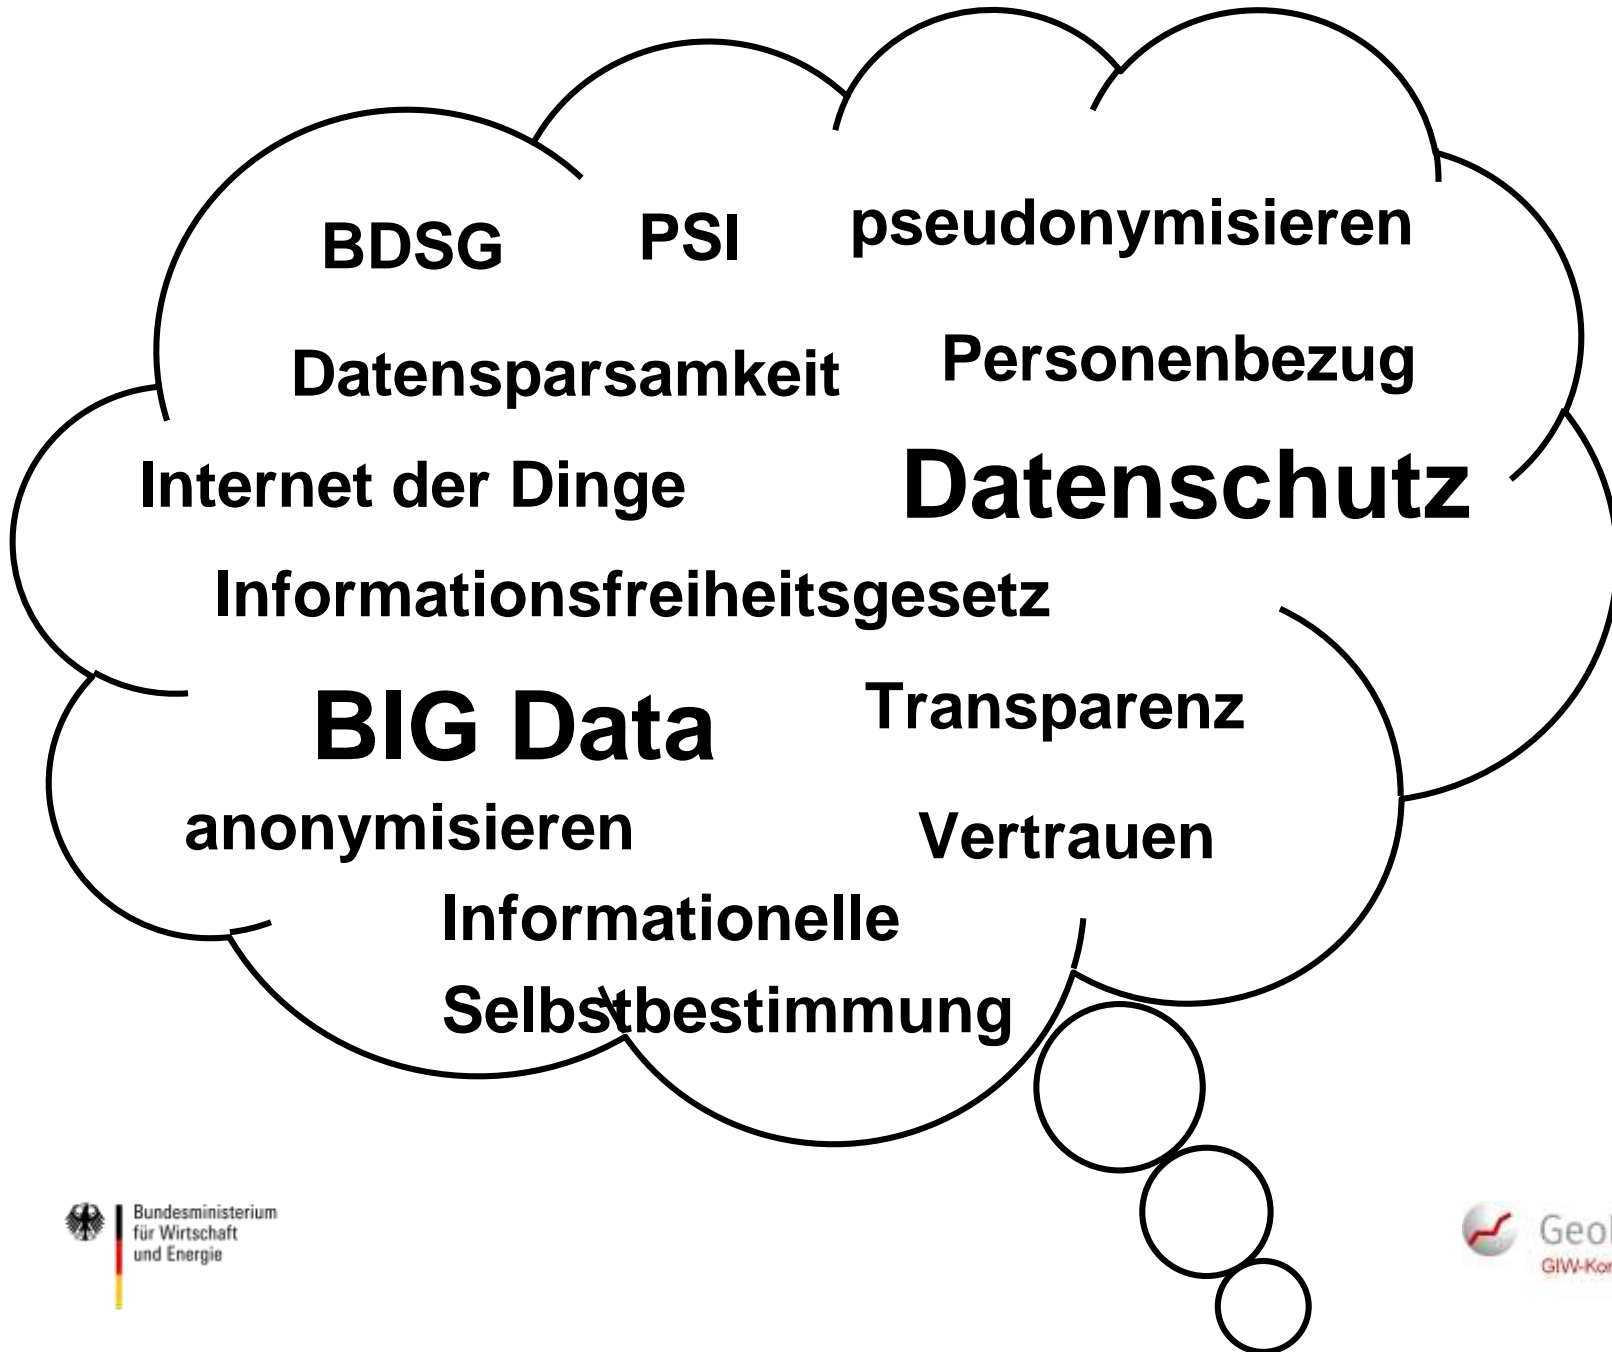 BDSG PSI pseudonymisieren
Datensparsamkeit Personenbezug
Internet der Dinge Datenschutz
Informationsfreiheitsgesetz
BIG Data Transparenz
anonymisieren Vertrauen
Informationelle
Selbstbestimmung
Bundesministerium
für Wirtschaft
und Energie